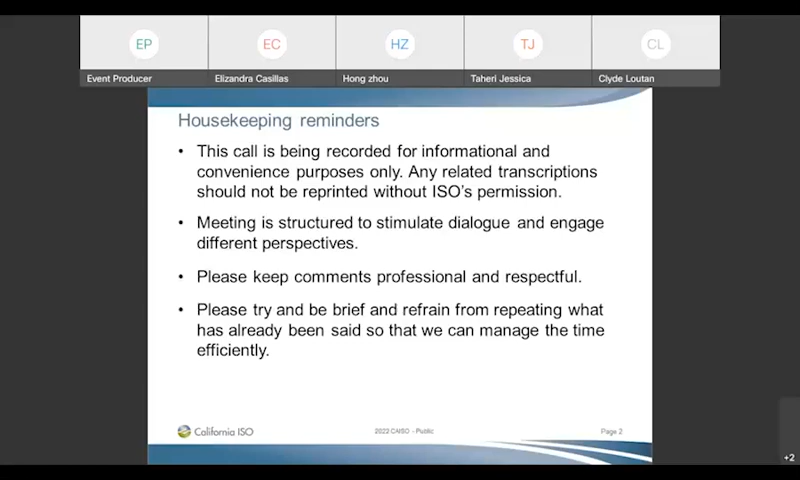 EP
EC
HZ
TJ
CL
Event Producer
Elizandra Casillas
Hong zhou
Taheri Jessica
Clyde Loutan
Housekeeping reminders
• This call is being recorded for informational and
convenience purposes only. Any related transcriptions
should not be reprinted without ISO's permission.
• Meeting is structured to stimulate dialogue and engage
different perspectives.
• Please keep comments professional and respectful.
• Please try and be brief and refrain from repeating what
has already been said so that we can manage the time
efficiently.
California ISO
2022 CAISO - Public
Page 2
+2